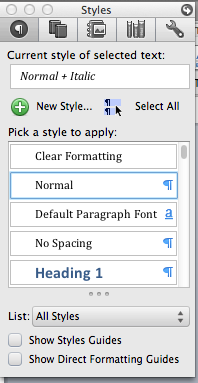 Styles
Current style of selected text:
Normal + Italic
New Style... Select All
Pick a style to apply:
Clear Formatting
Normal ¶
Default Paragraph Font a
No Spacing ¶
Heading 1 ¶
List: All Styles
Show Styles Guides
Show Direct Formatting Guides